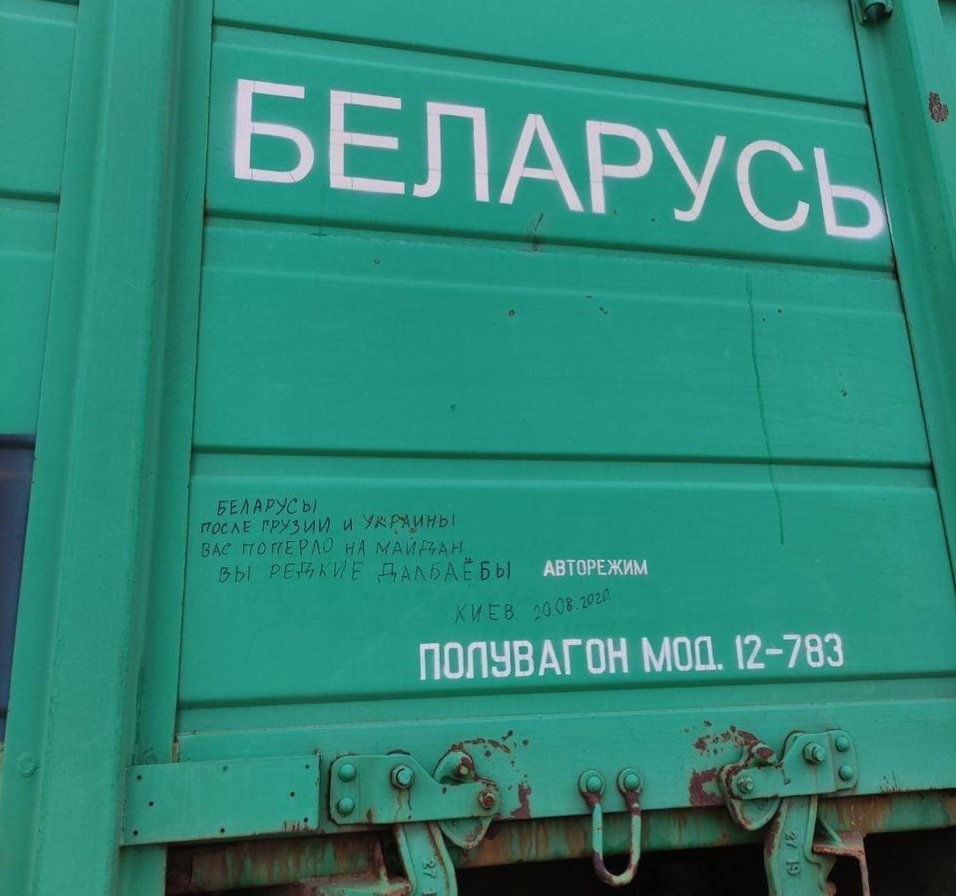 БЕЛАРУСЬ
БЕЛАРУСЫ
ПОСЛЕ ГРУЗИИ И УКРАИНЫ
ВАС ПОПЕРЛО НА МАЙДАН
ВЫ РЕДКИЕ ДАЛБАЁБЫ
АВТОРЕЖИМ
КИЕВ 20.08.2020.
ПОЛУВАГОН МОД. 12-783